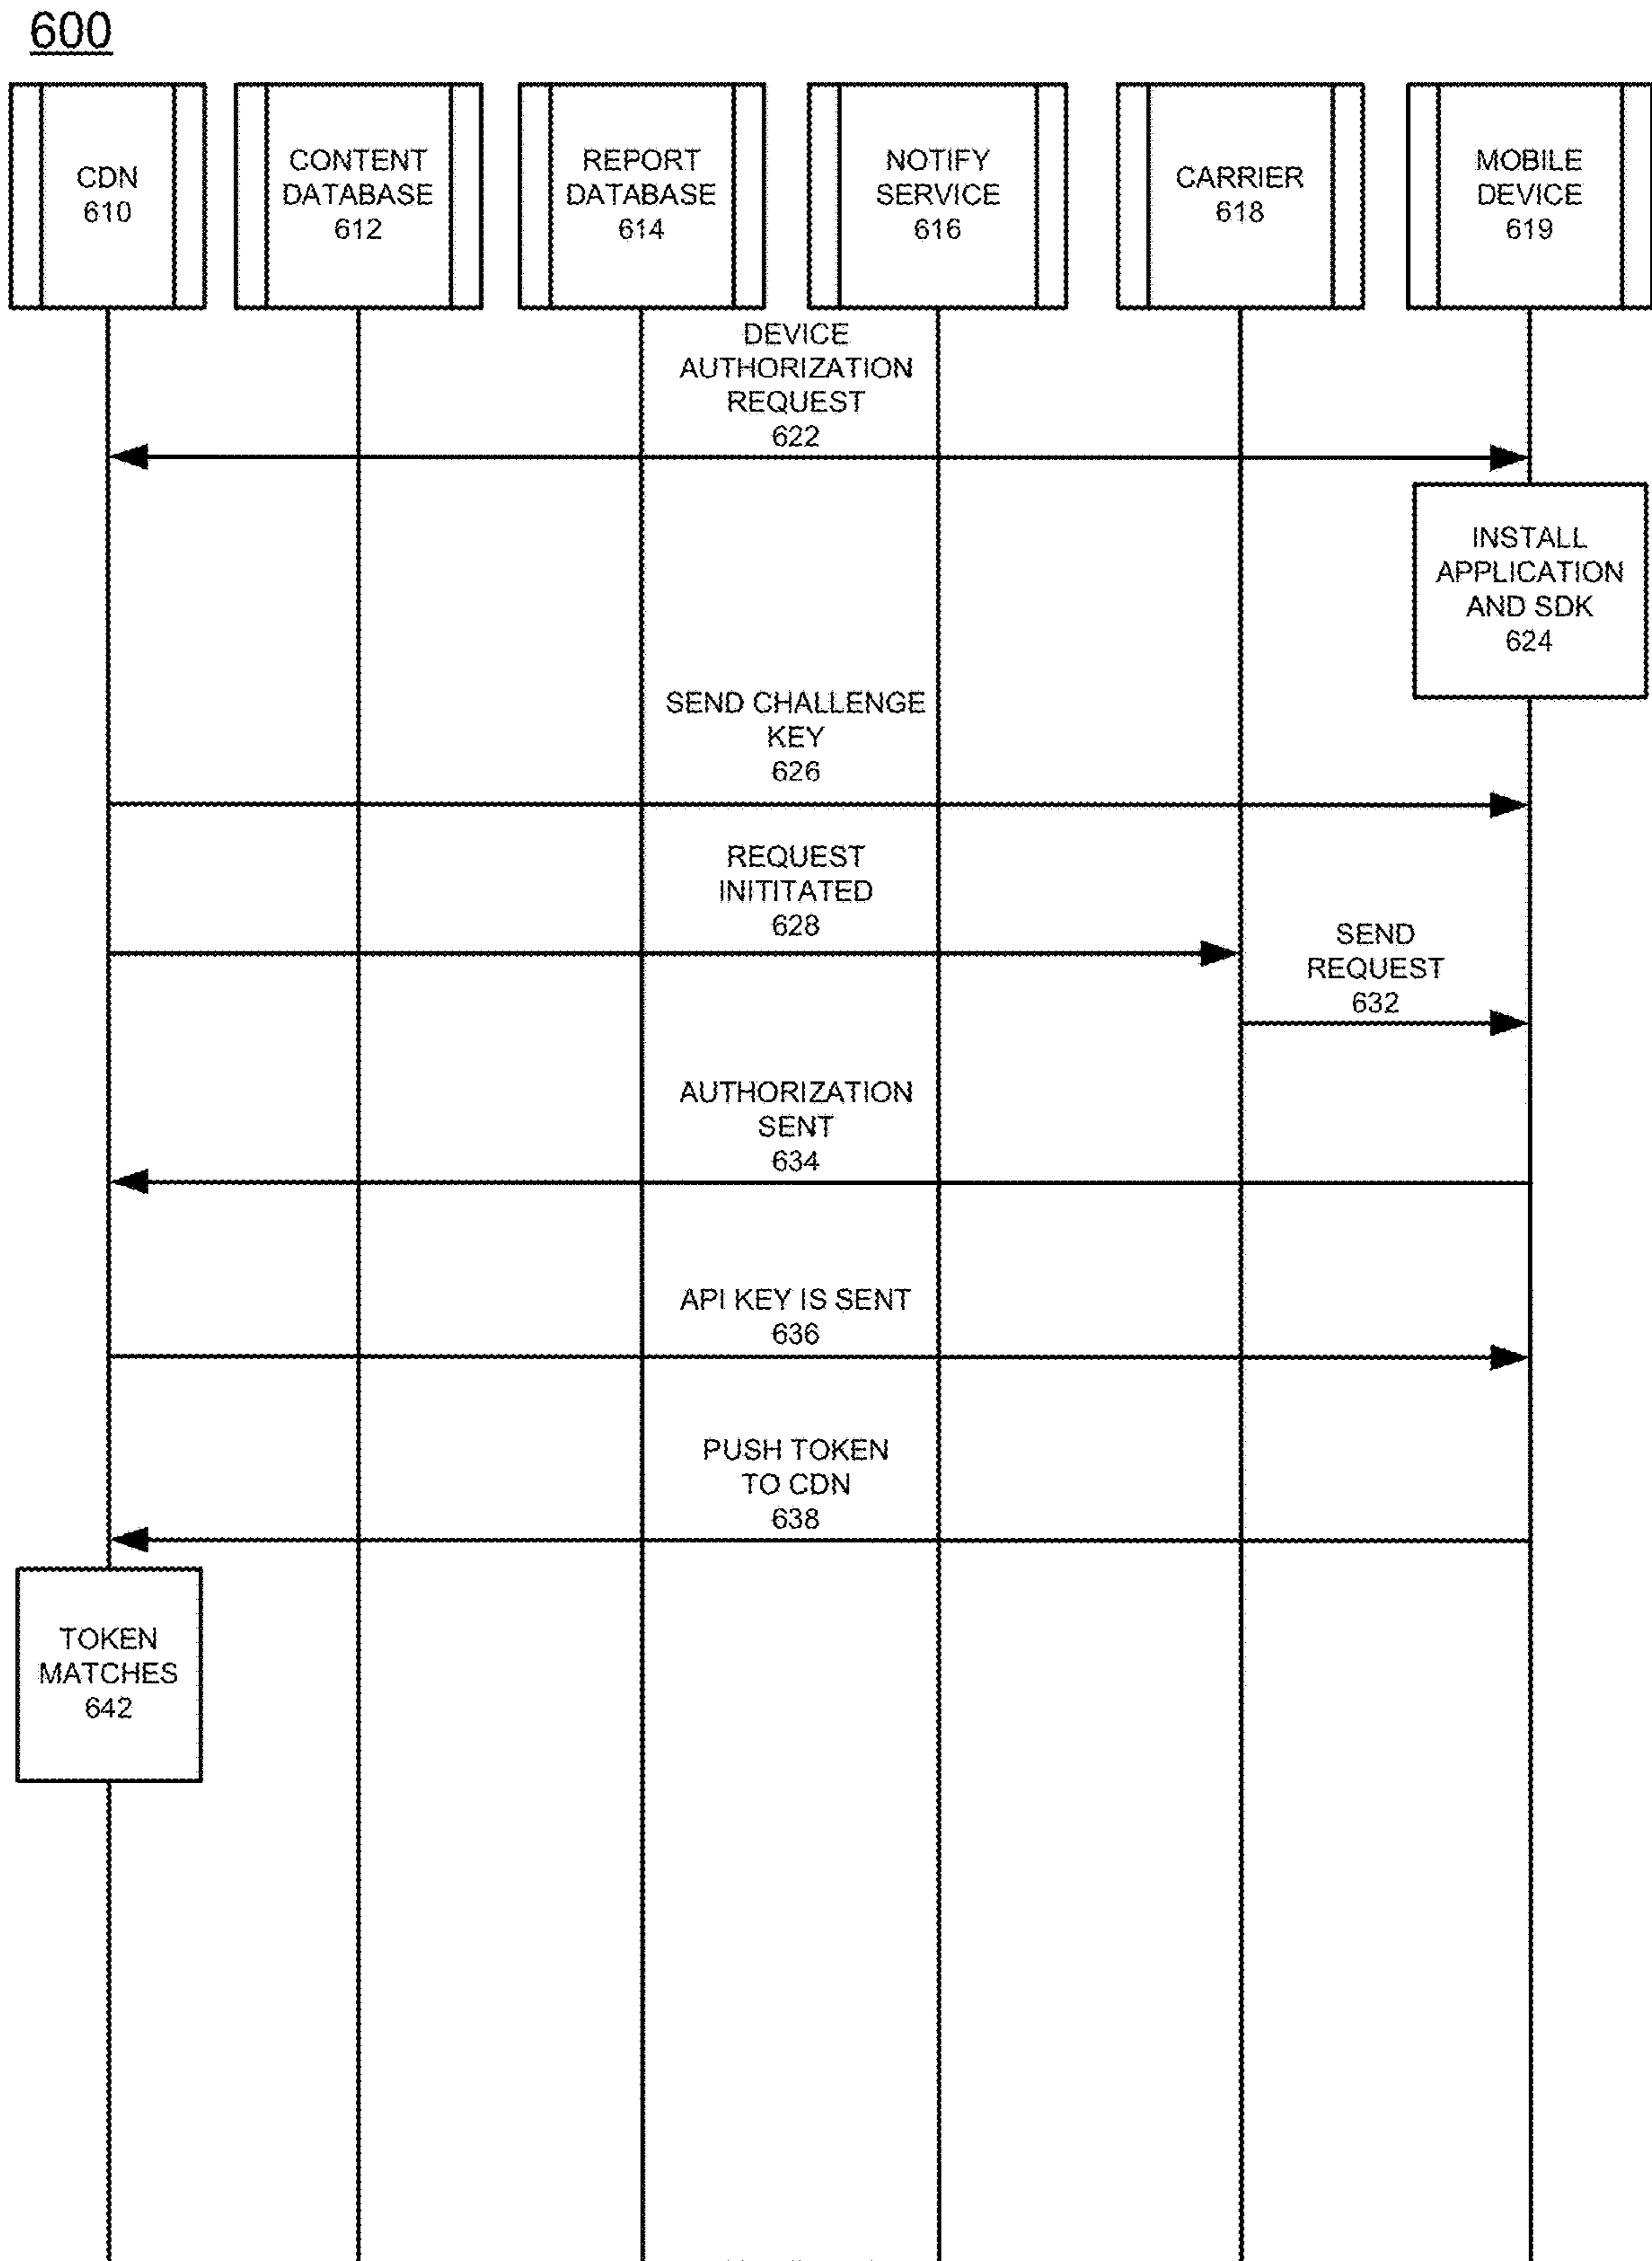 600
CDN
610
CONTENT
DATABASE
612
REPORT
DATABASE
614
NOTIFY
SERVICE
616
CARRIER
618
MOBILE
DEVICE
619
DEVICE
AUTHORIZATION
REQUEST
622
INSTALL
APPLICATION
AND SDK
624
SEND CHALLENGE
KEY
626
REQUEST
INITITATED
628
SEND
REQUEST
632
AUTHORIZATION
SENT
634
API KEY IS SENT
636
PUSH TOKEN
TO CDN
638
TOKEN
MATCHES
642